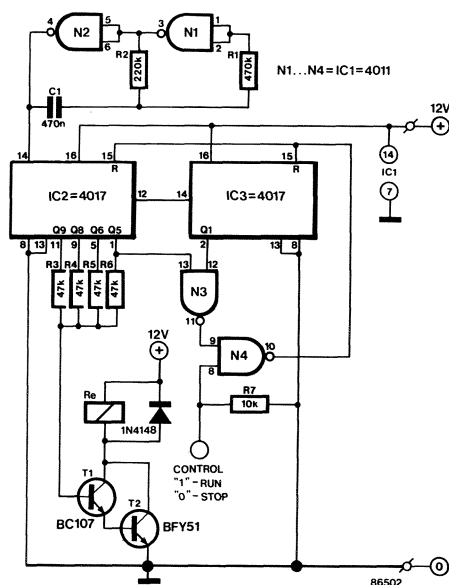 4 N2 5 6 3 N1 1 2
R2 220k R1 470k
N1...N4=IC1=4011
C1
470n
12V +
14 16 15 R 16 15 R
14 IC1 7
IC2=4017 12 14 IC3=4017
Q9 Q8 Q6 Q5 Q1
8 13 11 9 5 1 2 13 8
R3 R4 R5 R6
47k 47k 47k 47k
13 12
N3
11
9 N4 10
8
12V
+
R7
10k
Re
1N4148
CONTROL
"1"-RUN
"0"-STOP
T1
T2
BC107 BFY51
0
86502